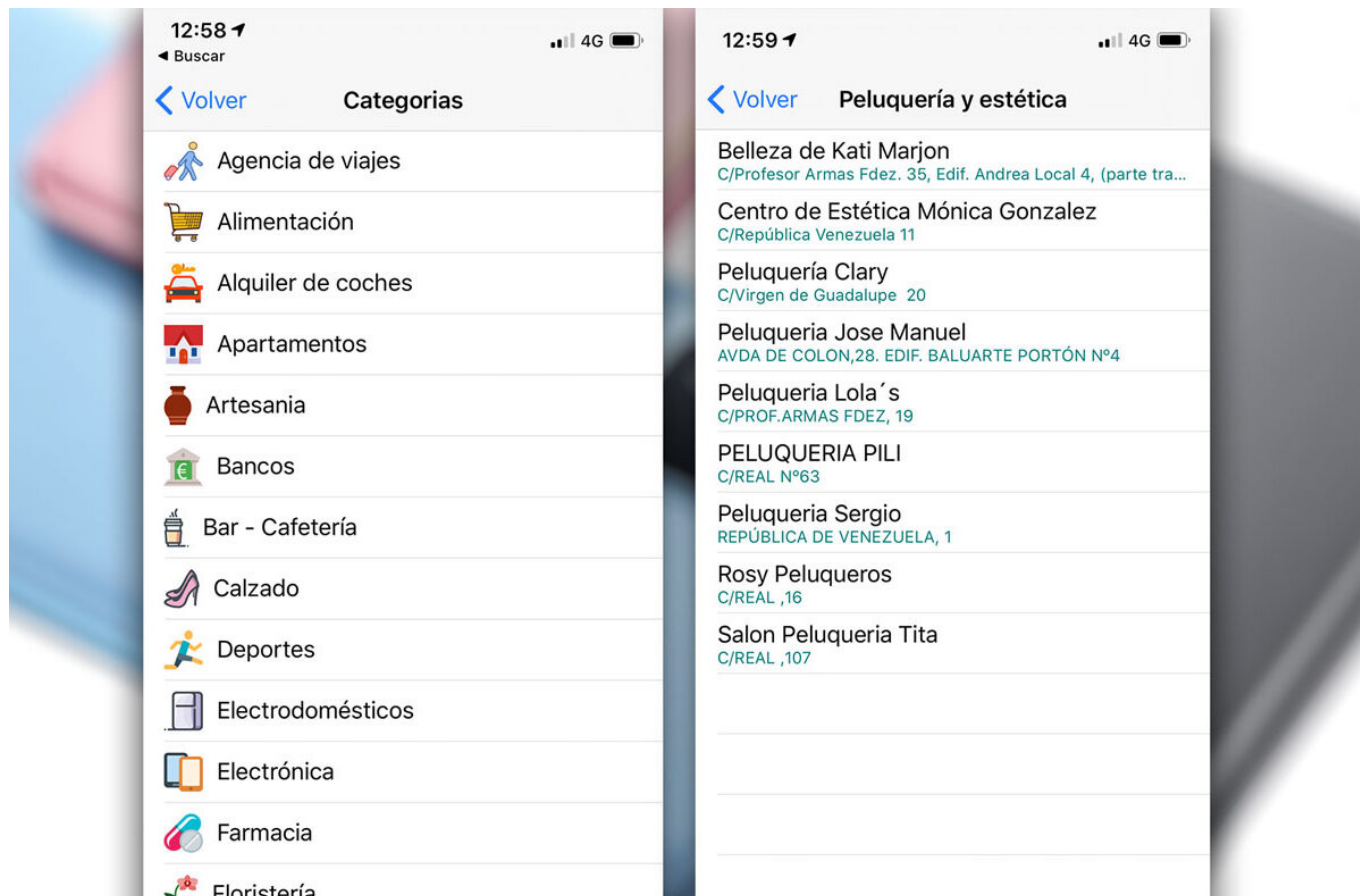 12:58
4G
◀ Buscar
Volver
Categorias
Agencia de viajes
Alimentación
Alquiler de coches
Apartamentos
Artesania
Bancos
Bar - Cafetería
Calzado
Deportes
Electrodomésticos
Electrónica
Farmacia
Floristería
12:59
4G
Volver
Peluquería y estética
Belleza de Kati Marjon
C/Profesor Armas Fdez. 35, Edif. Andrea Local 4, (parte tra...
Centro de Estética Mónica Gonzalez
C/República Venezuela 11
Peluquería Clary
C/Virgen de Guadalupe  20
Peluqueria Jose Manuel
AVDA DE COLON,28. EDIF. BALUARTE PORTÓN Nº4
Peluqueria Lola´s
C/PROF.ARMAS FDEZ, 19
PELUQUERIA PILI
C/REAL Nº63
Peluqueria Sergio
REPÚBLICA DE VENEZUELA, 1
Rosy Peluqueros
C/REAL ,16
Salon Peluqueria Tita
C/REAL ,107